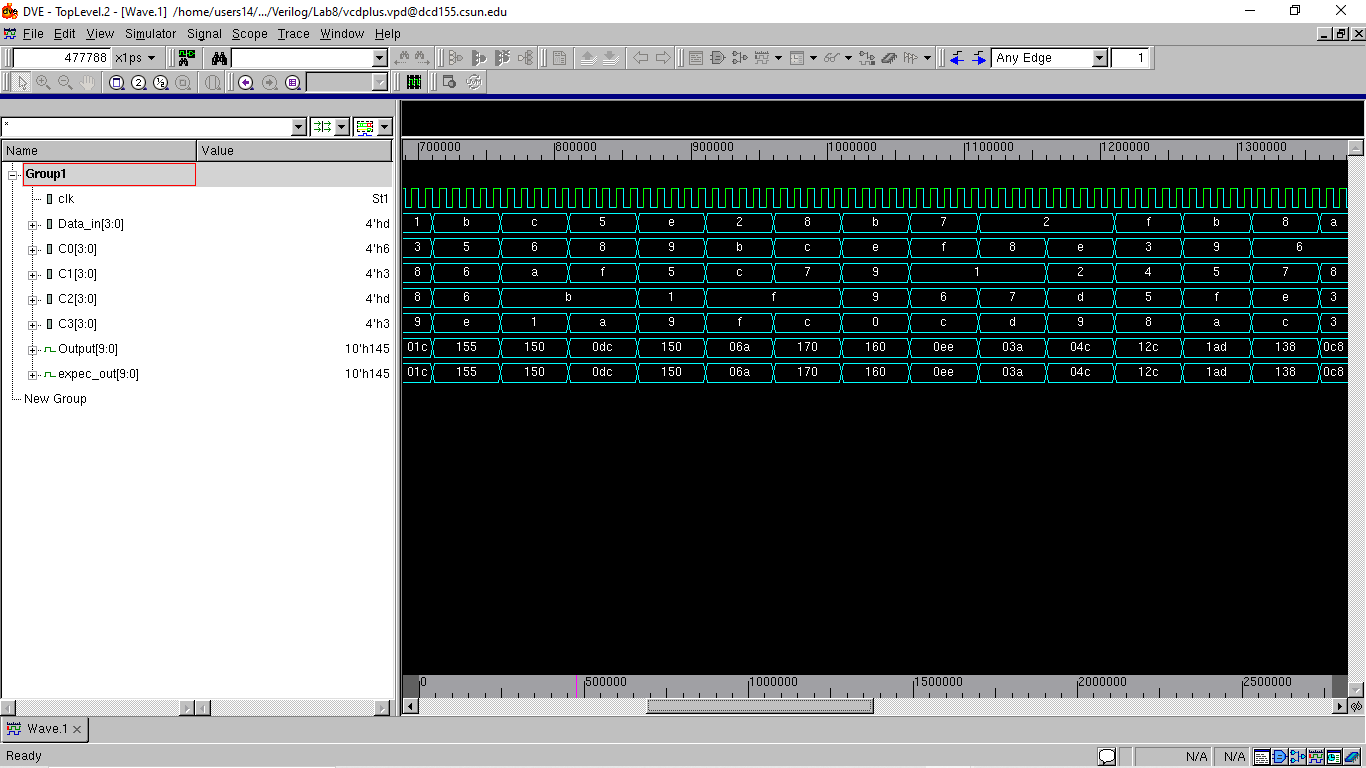 DVE - TopLevel.2 - [Wave.1] /home/users14/.../Verilog/Lab8/vcdplus.vpd@dcd155.csun.edu
File Edit View Simulator Signal Scope Trace Window Help
477788 x1ps Any Edge 1
*
Name Value
700000 800000 900000 1000000 1100000 1200000 1300000
Group1
clk St1
Data_in[3:0] 4'hd 1 b c 5 e 2 8 b 7 2 f b 8 a
C0[3:0] 4'h6 3 5 6 8 9 b c e f 8 e 3 9 6
C1[3:0] 4'h3 8 6 a f 5 c 7 9 1 2 4 5 7 8
C2[3:0] 4'hd 8 6 b 1 f 9 6 7 d 5 f e 3
C3[3:0] 4'h3 9 e 1 a 9 f c 0 c d 9 8 a c 3
Output[9:0] 10'h145 01c 155 150 0dc 150 06a 170 160 0ee 03a 04c 12c 1ad 138 0c8
expec_out[9:0] 10'h145 01c 155 150 0dc 150 06a 170 160 0ee 03a 04c 12c 1ad 138 0c8
New Group
0 500000 1000000 1500000 2000000 2500000
Wave.1
Ready N/A N/A